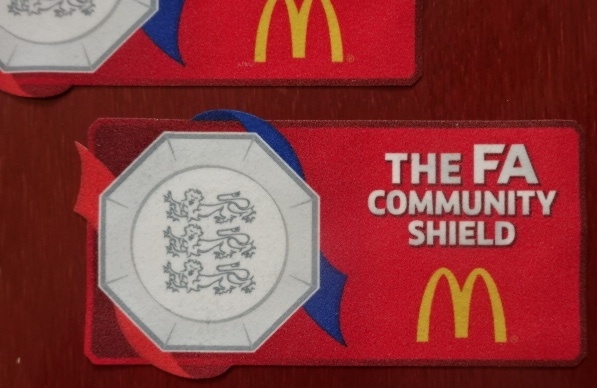 THE FA
COMMUNITY
SHIELD